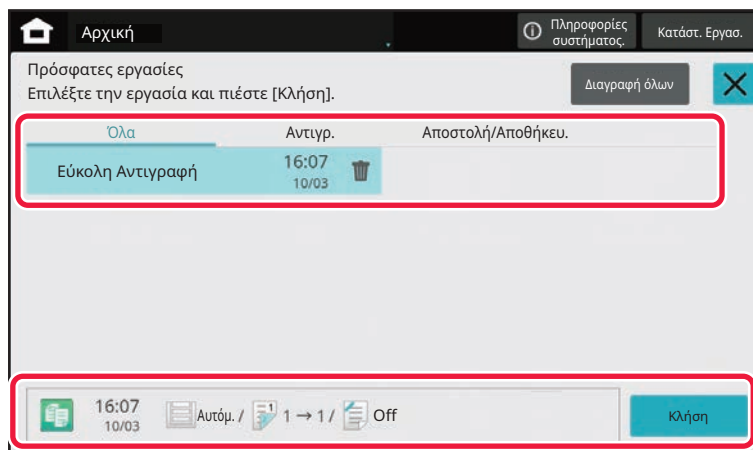 Αρχική
Πληροφορίες
συστήματος.
Κατάστ. Εργασ.
Πρόσφατες εργασίες
Επιλέξτε την εργασία και πιέστε [Κλήση].
Διαγραφή όλων
Όλα Αντιγρ. Αποστολή/Αποθήκευ.
Εύκολη Αντιγραφή 16:07
10/03
16:07
10/03
Αυτόμ. / 1 1 → 1 / Off
Κλήση